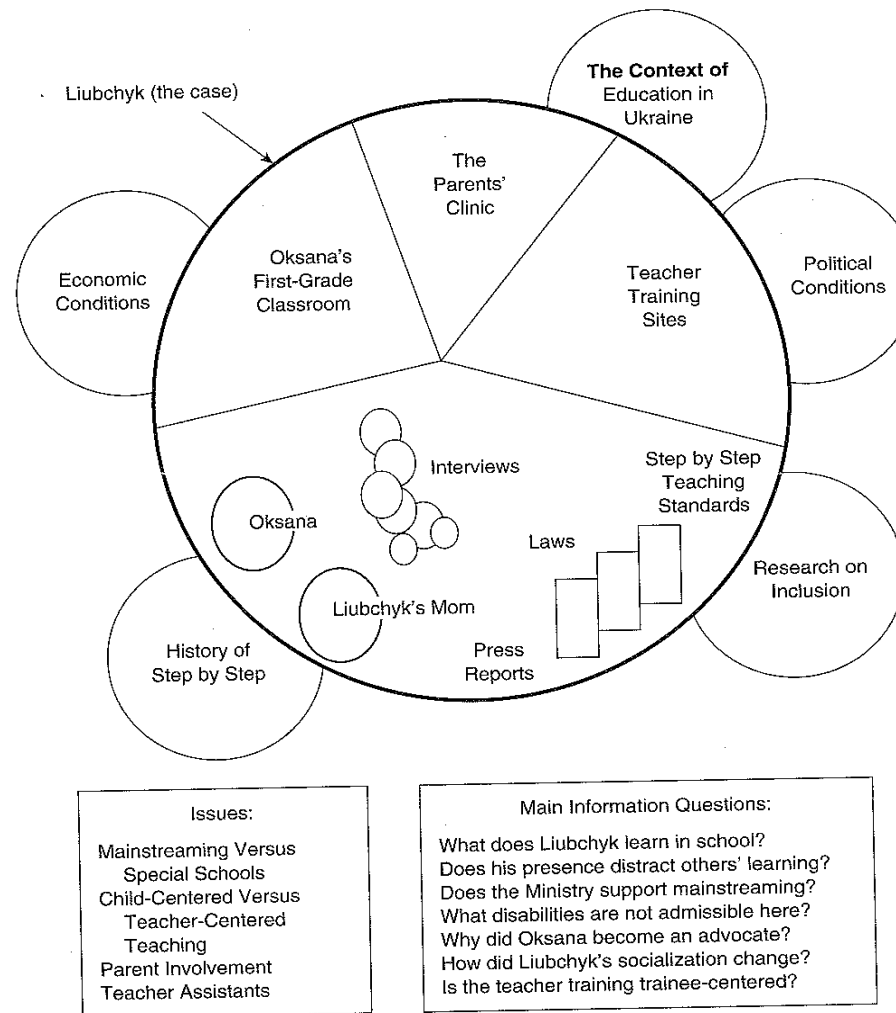 Liubchyk (the case)
The Context of
Education in
Ukraine
The
Parents'
Clinic
Oksana's
First-Grade
Classroom
Teacher
Training
Sites
Economic
Conditions
Political
Conditions
Interviews
Step by Step
Teaching
Standards
Oksana
Laws
Research on
Inclusion
Liubchyk's Mom
History of
Step by Step
Press
Reports
Issues:
Mainstreaming Versus
Special Schools
Child-Centered Versus
Teacher-Centered
Teaching
Parent Involvement
Teacher Assistants
Main Information Questions:
What does Liubchyk learn in school?
Does his presence distract others' learning?
Does the Ministry support mainstreaming?
What disabilities are not admissible here?
Why did Oksana become an advocate?
How did Liubchyk's socialization change?
Is the teacher training trainee-centered?